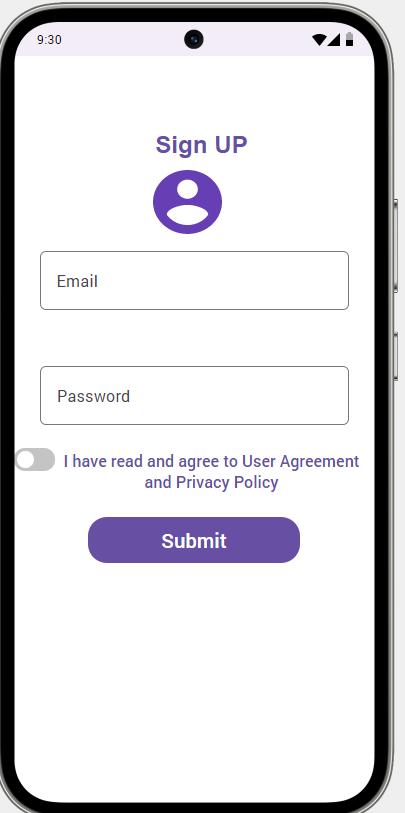 9:30
Sign UP
Email
Password
I have read and agree to User Agreement
and Privacy Policy
Submit